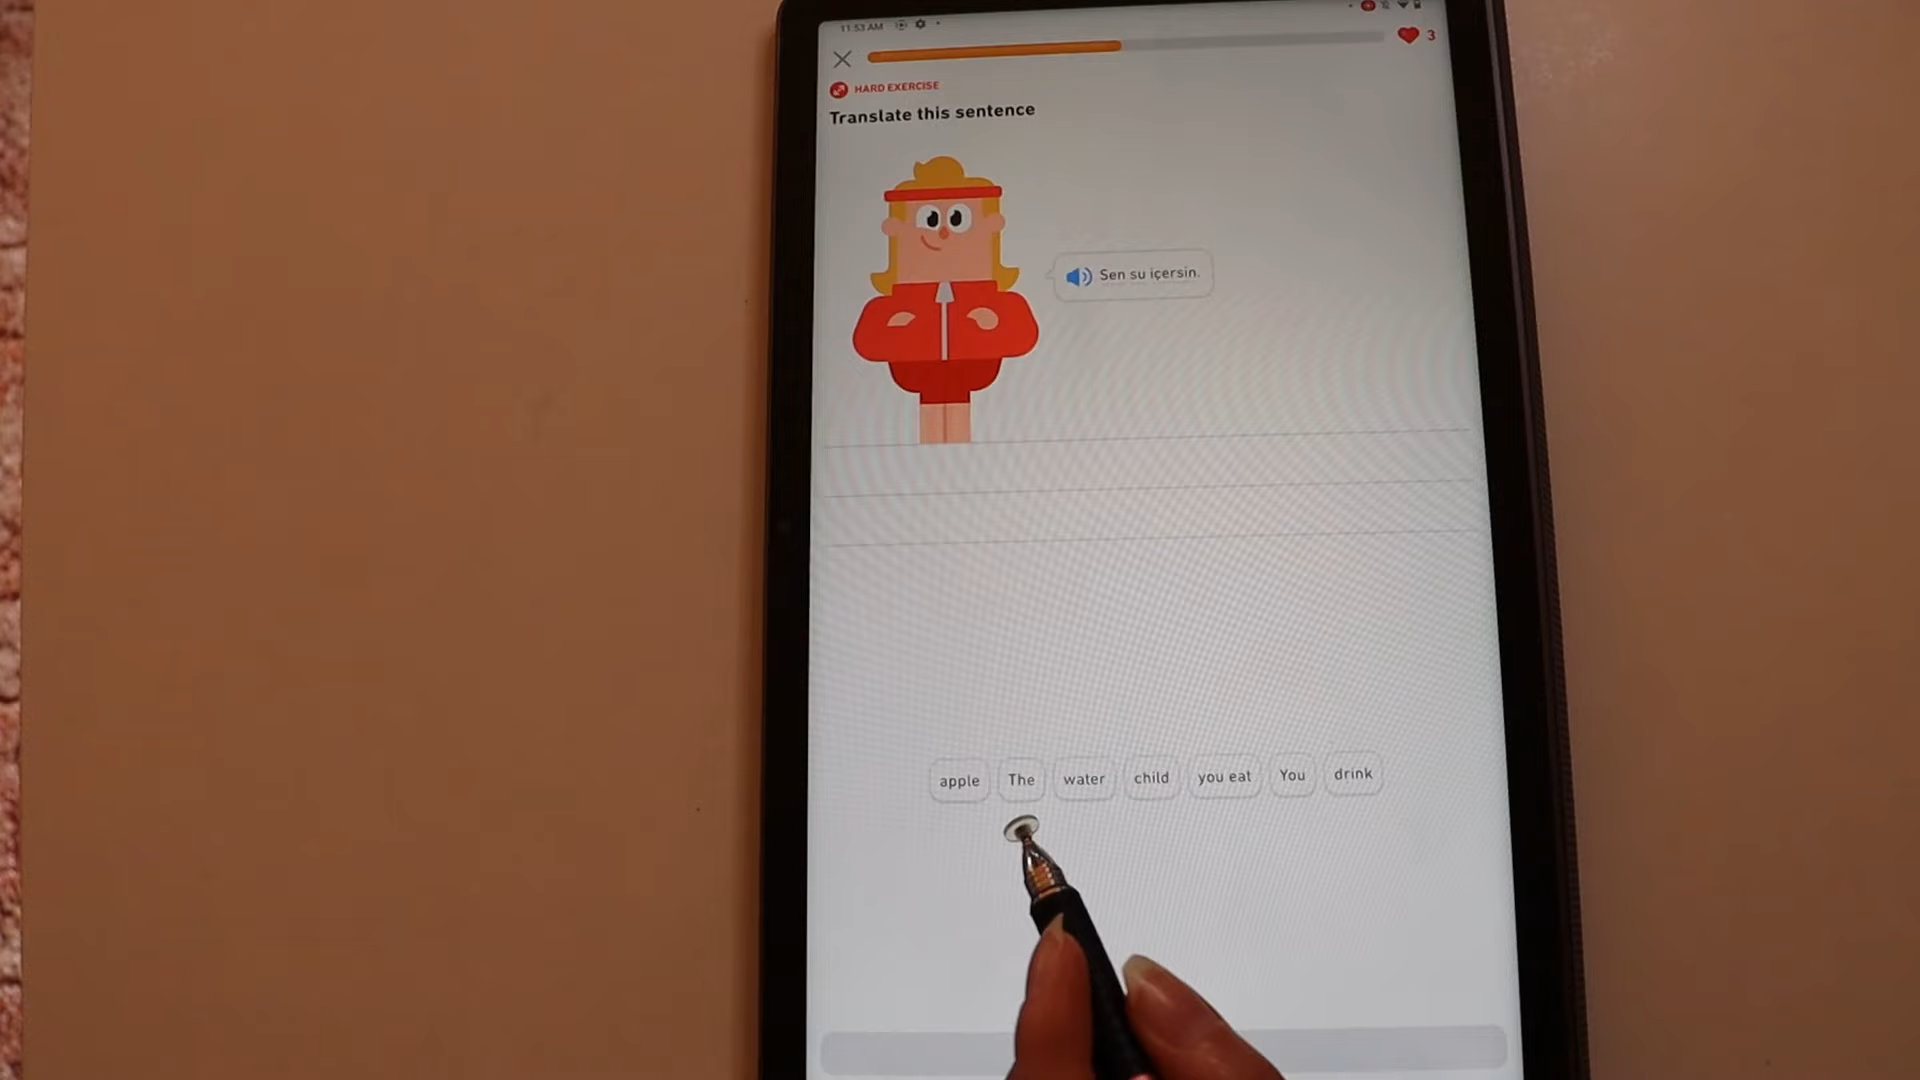 11:53 AM
3
HARD EXERCISE
Translate this sentence
Sen su içersin.
apple The water child you eat You drink